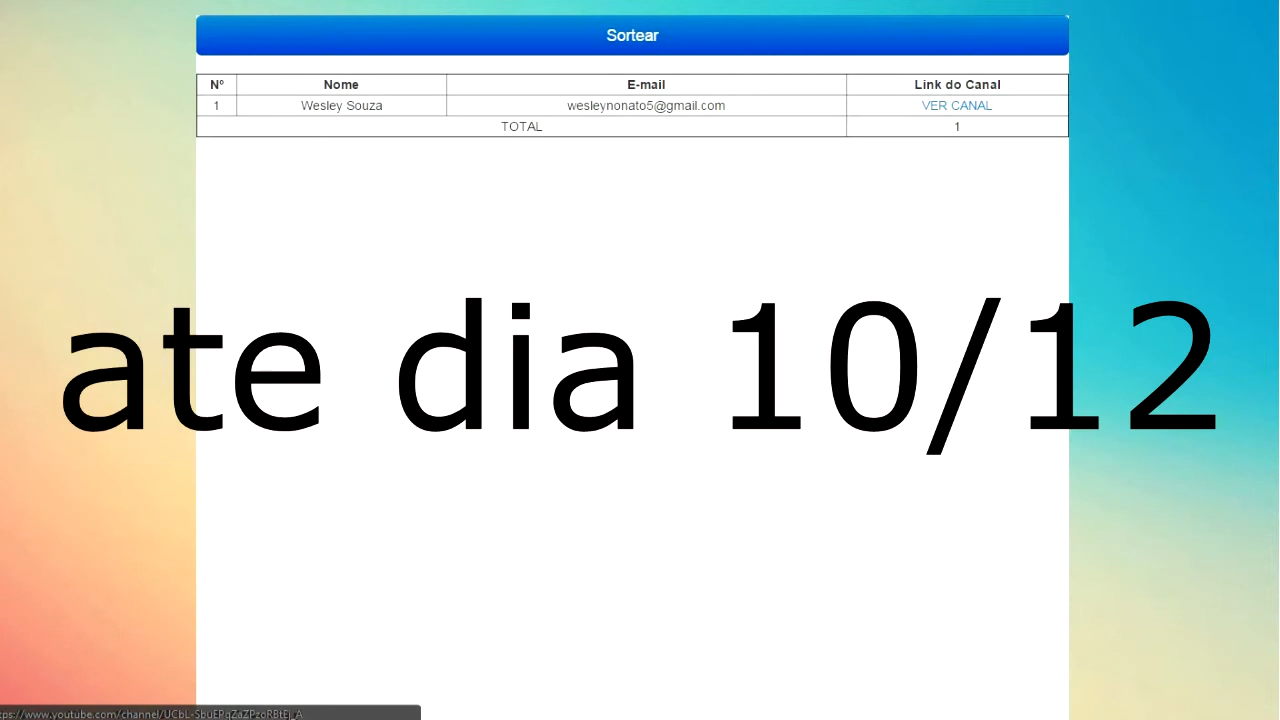 Sortear
Nº Nome E-mail Link do Canal
1 Wesley Souza wesleynonato5@gmail.com VER CANAL
TOTAL 1
ate dia 10/12